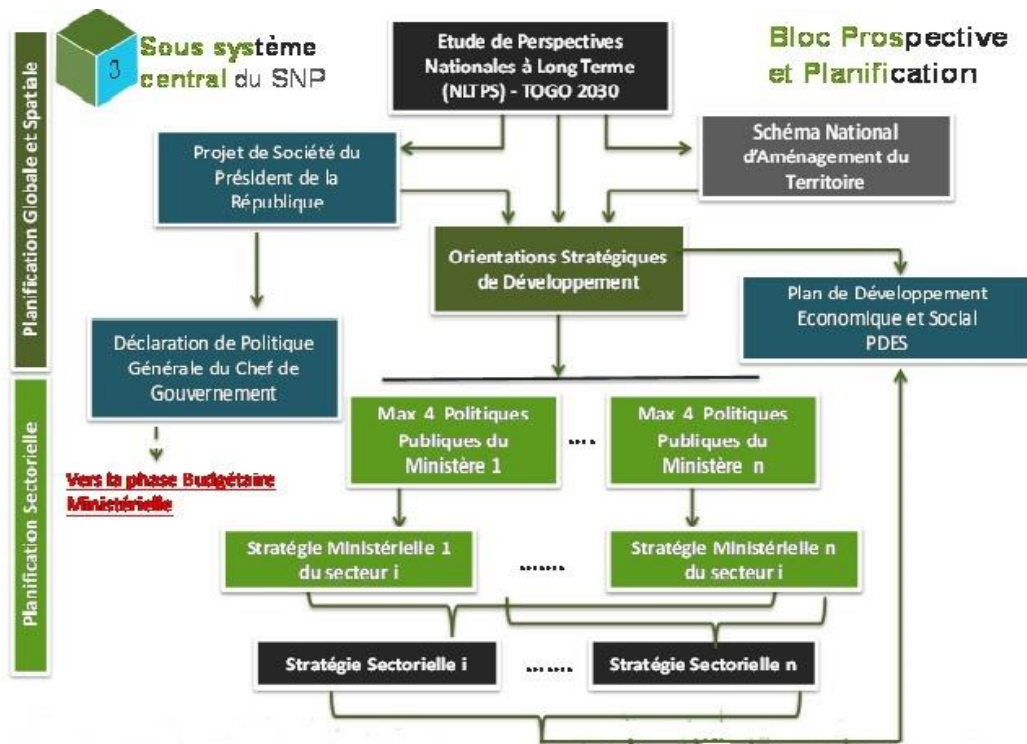 3
Sous système
central du SNP
Etude de Perspectives
Nationales à Long Terme
(NLTPS) - TOGO 2030
Bloc Prospective
et Planification
Planification Globale et Spatiale
Projet de Société du
Président de la
République
Schéma National
d'Aménagement du
Territoire
Orientations Stratégiques
de Développement
Plan de Développement
Economique et Social
PDES
Déclaration de Politique
Générale du Chef de
Gouvernement
Planification Sectorielle
Max 4 Politiques
Publiques du
Ministère 1
....
Max 4 Politiques
Publiques du
Ministère n
Vers la phase Budgétaire
Ministérielle
Stratégie Ministérielle 1
du secteur i
.......
Stratégie Ministérielle n
du secteur i
Stratégie Sectorielle i
.......
Stratégie Sectorielle n